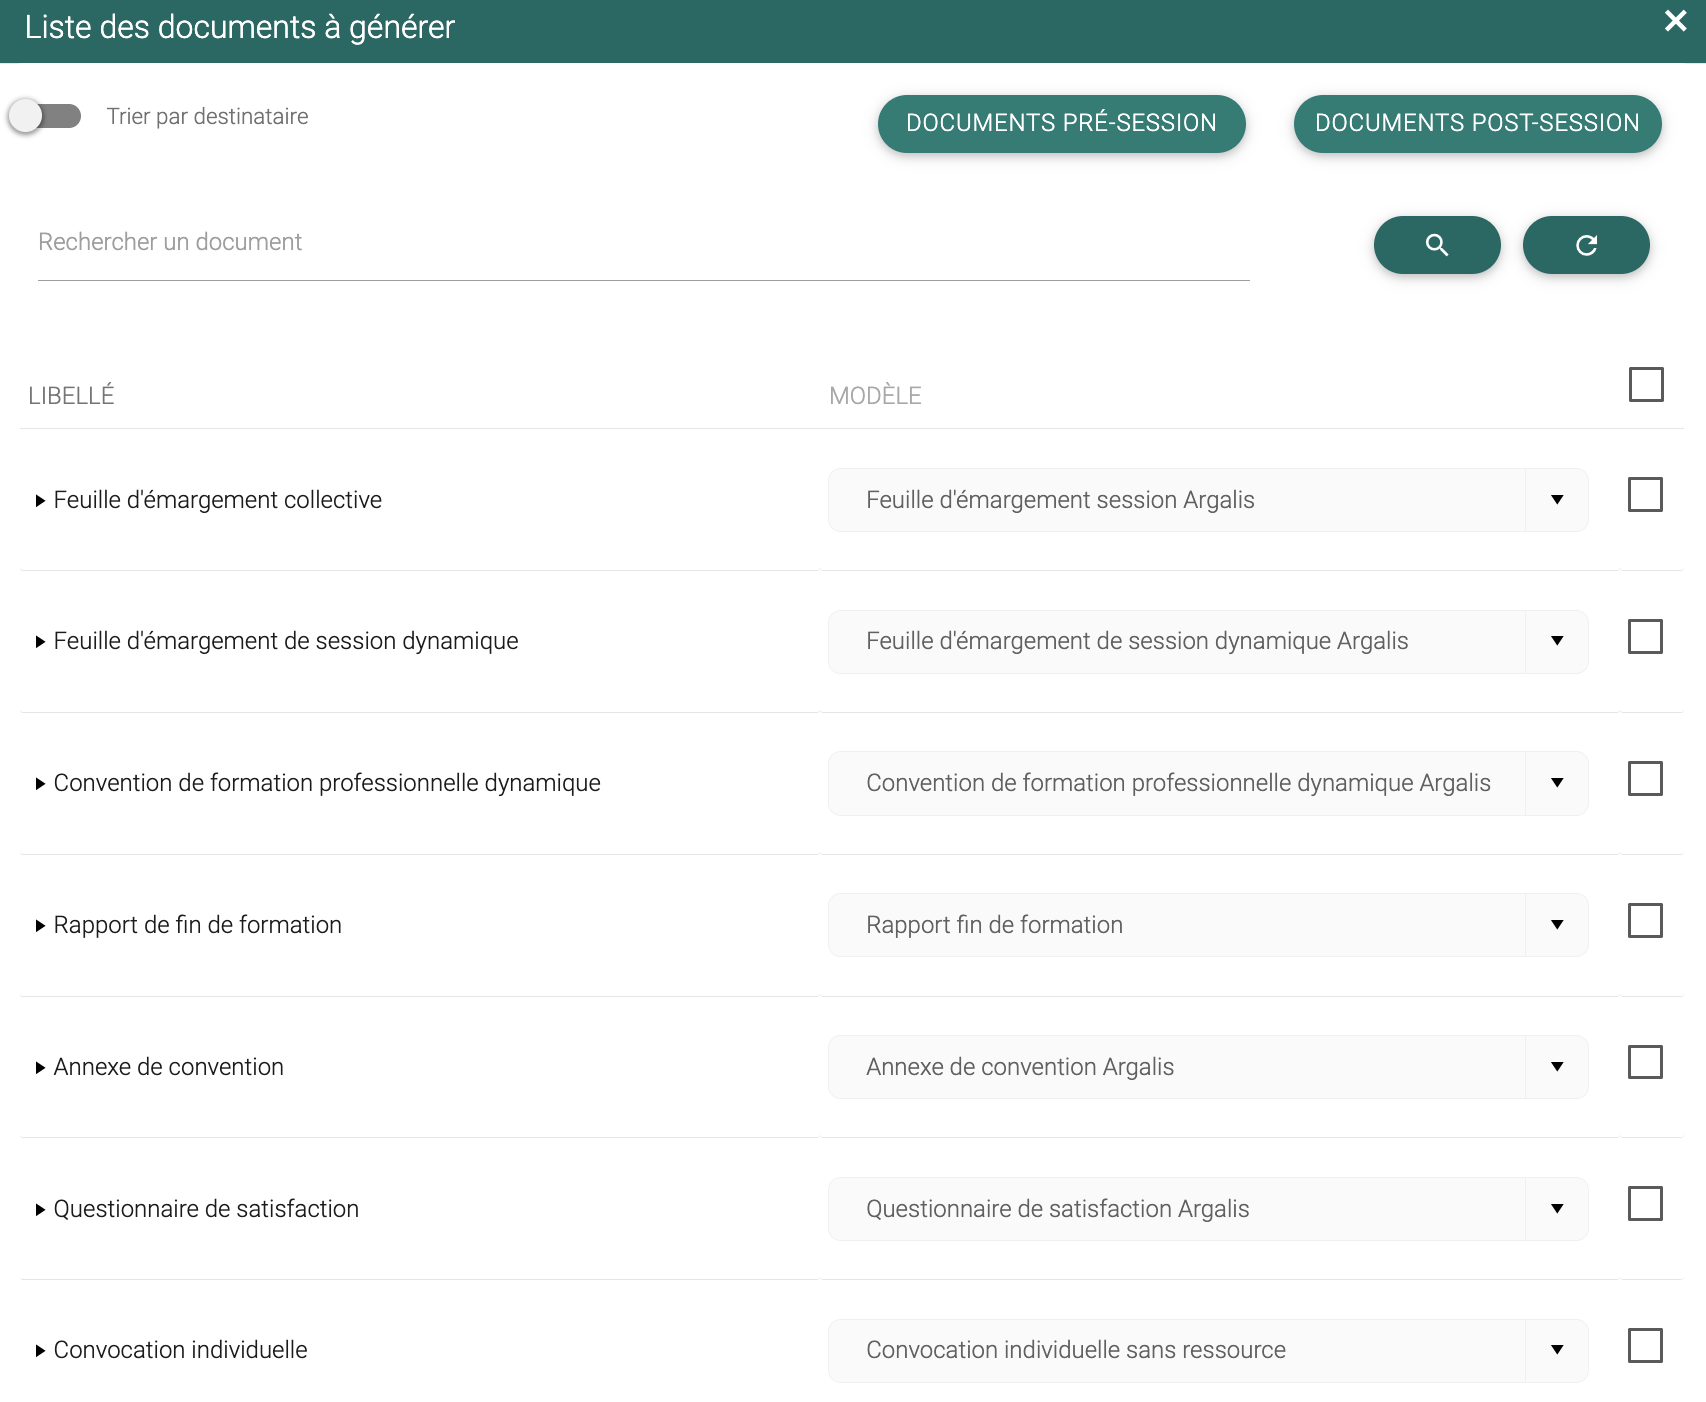 Liste des documents à générer
Trier par destinataire
DOCUMENTS PRÉ-SESSION
DOCUMENTS POST-SESSION
Rechercher un document
LIBELLÉ
MODÈLE
Feuille d'émargement collective
Feuille d'émargement session Argalis
Feuille d'émargement de session dynamique
Feuille d'émargement de session dynamique Argalis
Convention de formation professionnelle dynamique
Convention de formation professionnelle dynamique Argalis
Rapport de fin de formation
Rapport fin de formation
Annexe de convention
Annexe de convention Argalis
Questionnaire de satisfaction
Questionnaire de satisfaction Argalis
Convocation individuelle
Convocation individuelle sans ressource